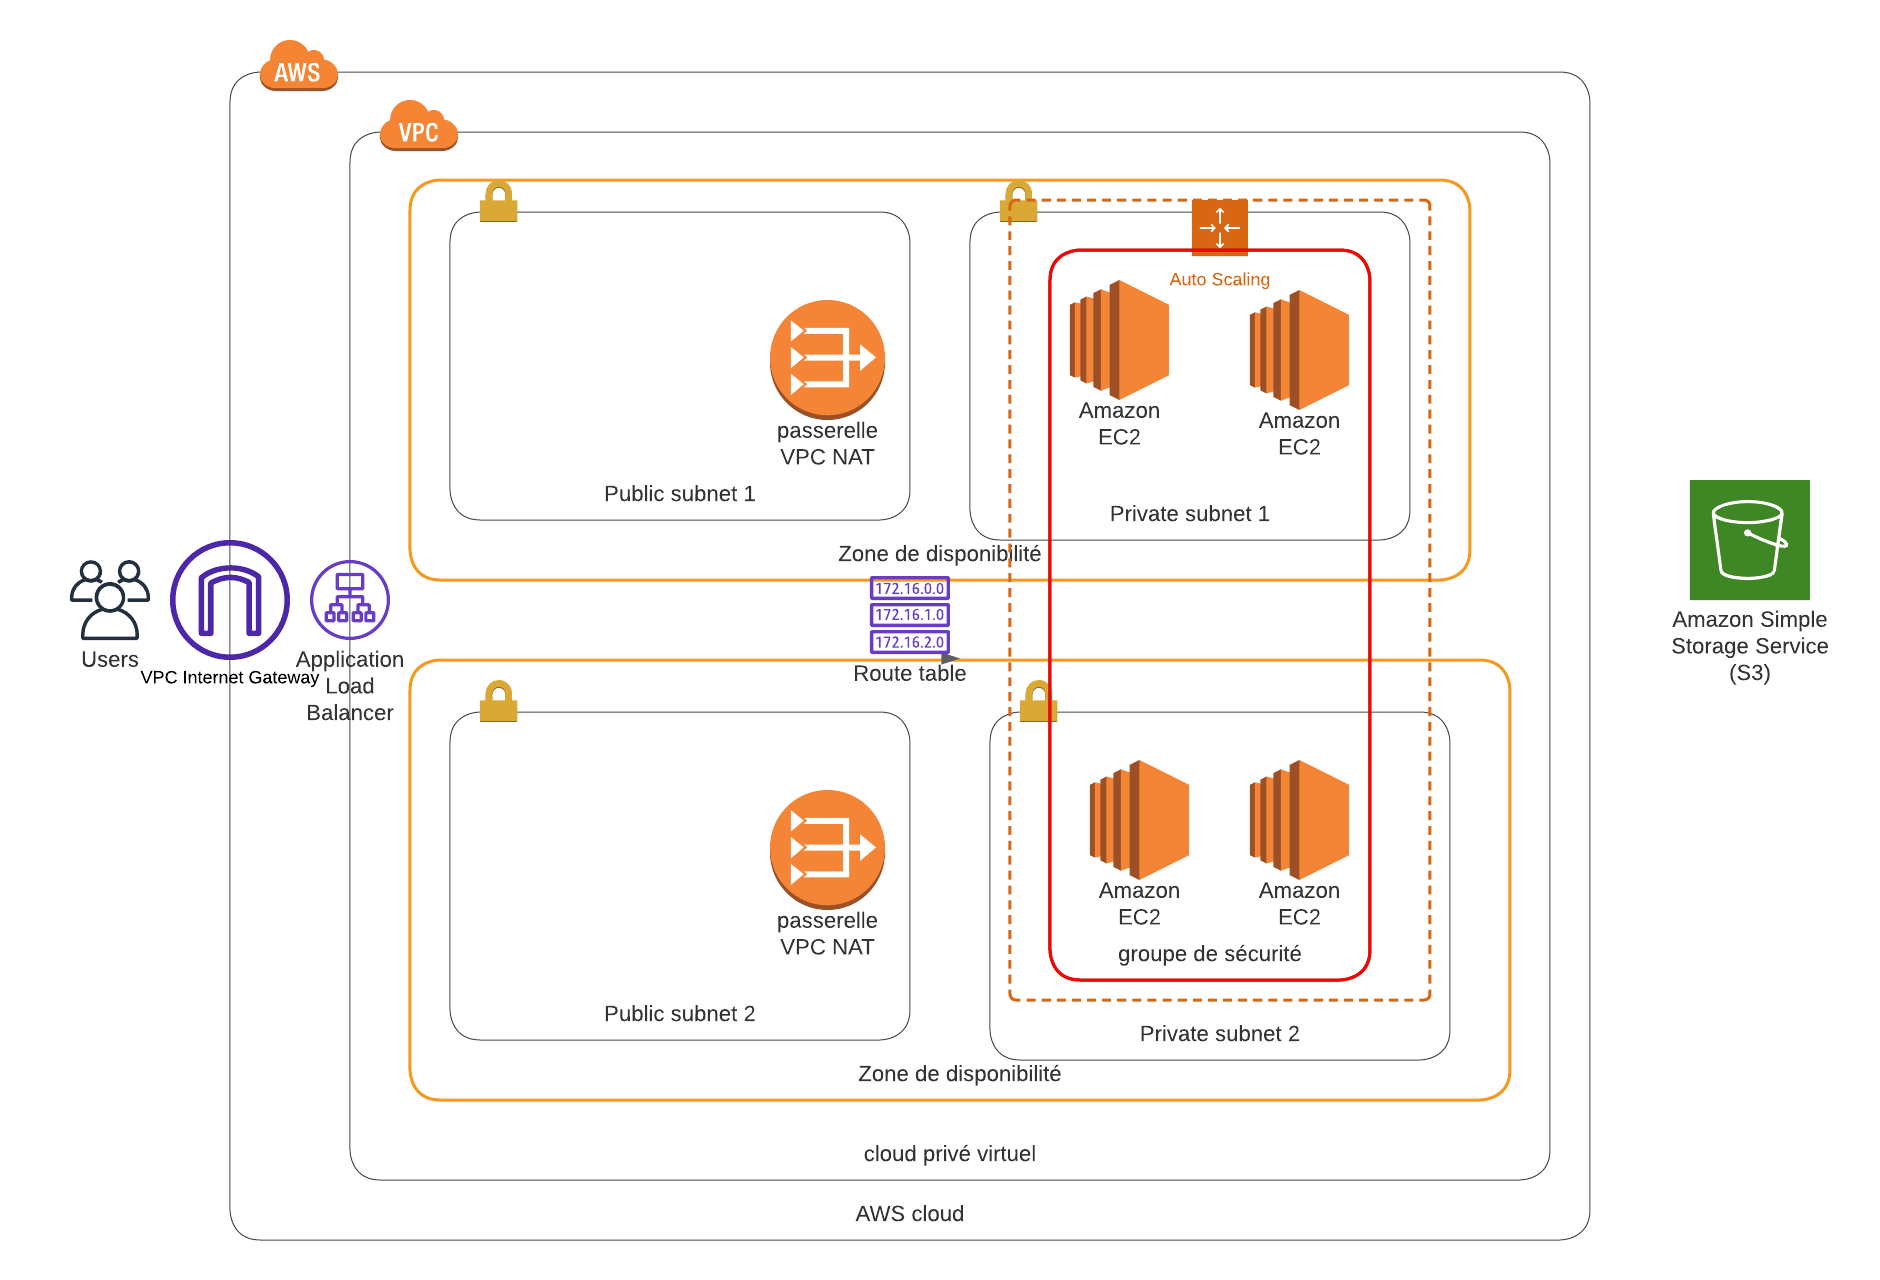 AWS
VPC
Auto Scaling
Amazon
EC2
Amazon
EC2
passerelle
VPC NAT
Public subnet 1
Private subnet 1
Zone de disponibilité
172.16.0.0
172.16.1.0
172.16.2.0
Route table
Users
VPC Internet Gateway
Application
Load
Balancer
Amazon Simple
Storage Service
(S3)
Amazon
EC2
Amazon
EC2
passerelle
VPC NAT
groupe de sécurité
Public subnet 2
Private subnet 2
Zone de disponibilité
cloud privé virtuel
AWS cloud